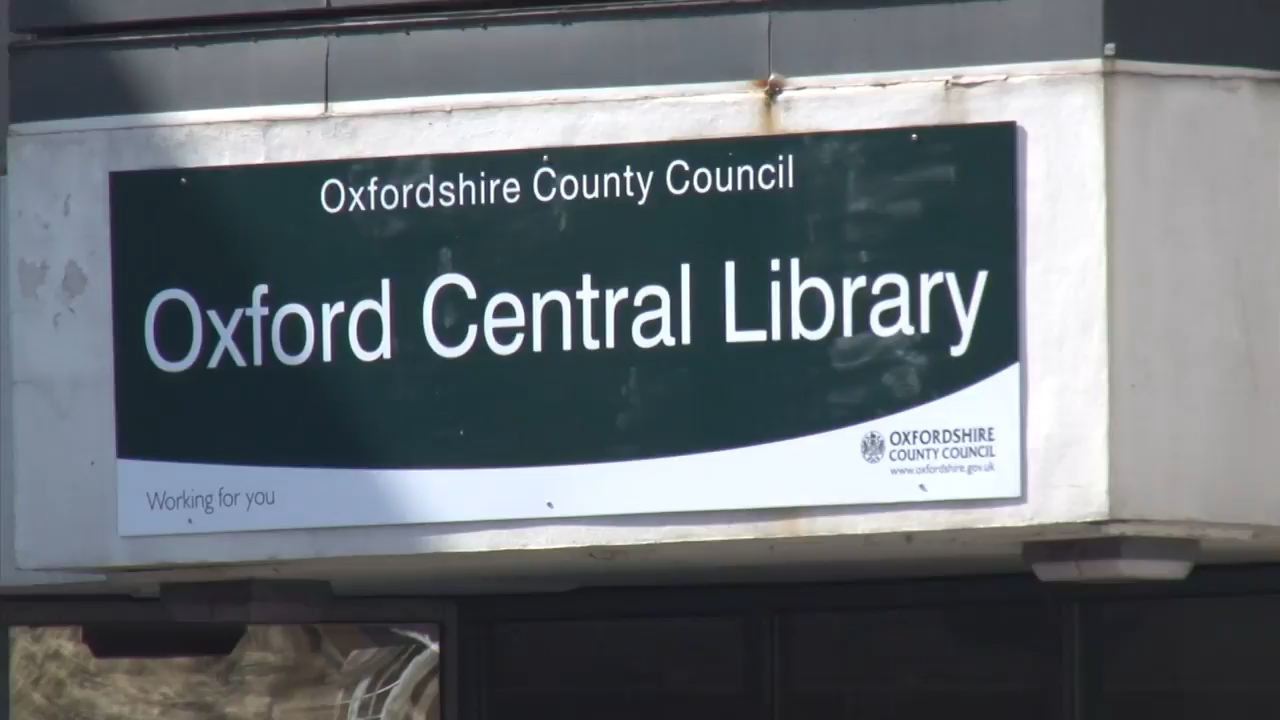 Oxfordshire County Council
Oxford Central Library
OXFORDSHIRE
COUNTY COUNCIL
www.oxfordshire.gov.uk
Working for you